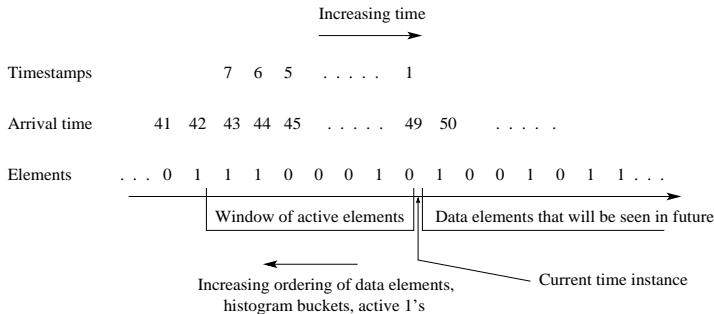 Increasing time
Timestamps 7 6 5 . . . . . 1
Arrival time 41 42 43 44 45 . . . . . 49 50 . . . . .
Elements . . . 0 1 1 1 0 0 0 1 0 1 0 0 1 0 1 1 . . .
Window of active elements Data elements that will be seen in future
Increasing ordering of data elements,
histogram buckets, active 1's
Current time instance